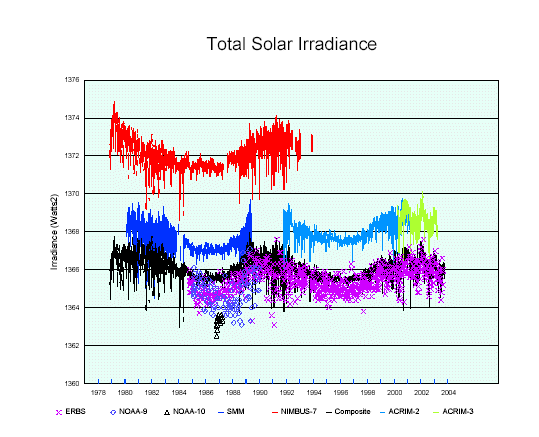 Total Solar Irradiance
1376
1374
1372
1370
1368
1366
1364
1362
1360
Irradiance (Watts2)
1978 1980 1982 1984 1986 1988 1990 1992 1994 1996 1998 2000 2002 2004
ERBS NOAA-9 NOAA-10 SMM NIMBUS-7 Composite ACRIM-2 ACRIM-3